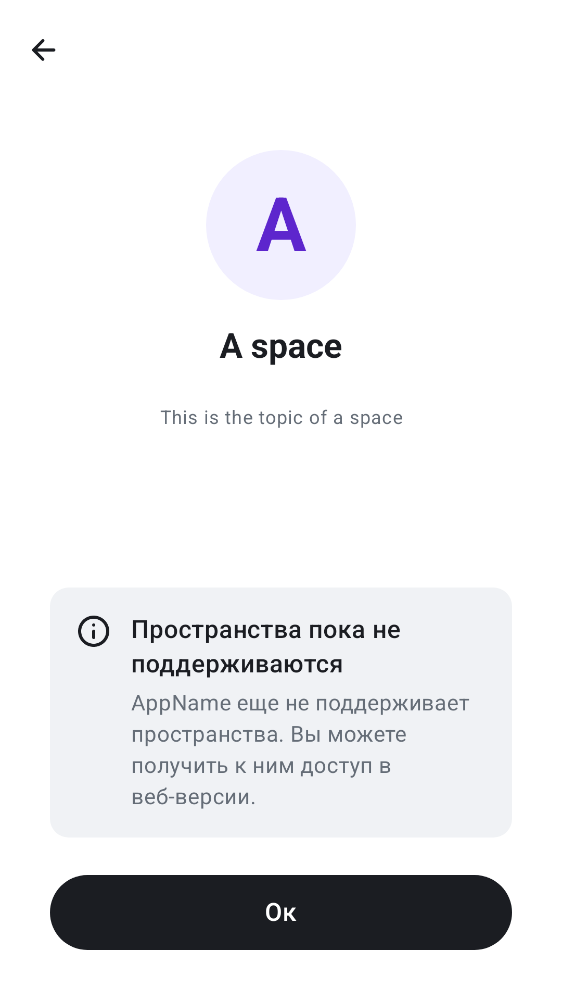 A
A space
This is the topic of a space
Пространства пока не
поддерживаются
AppName еще не поддерживает
пространства. Вы можете
получить к ним доступ в
веб-версии.
Ок